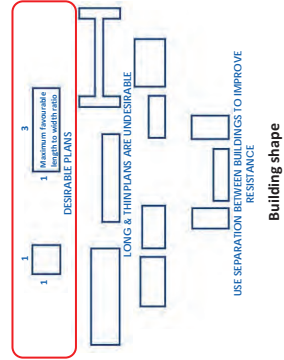 1
1
1
3
Maximum favourable
length to width ratio
DESIRABLE PLANS
LONG & THIN PLANS ARE UNDESIRABLE
USE SEPARATION BETWEEN BUILDINGS TO IMPROVE
RESISTANCE
Building shape